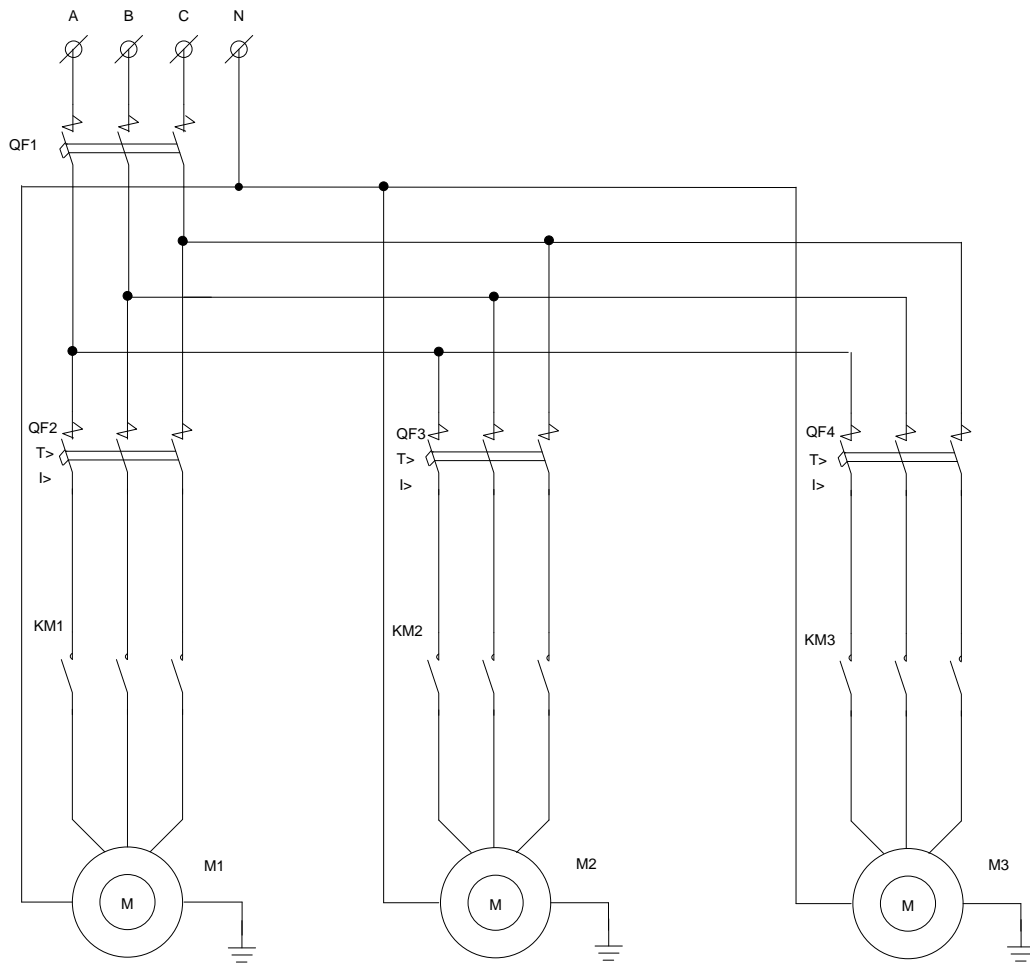 A B C N
QF1
QF2 QF3 QF4
T> T> T>
I> I> I>
KM1 KM2 KM3
M1 M2 M3
M M M